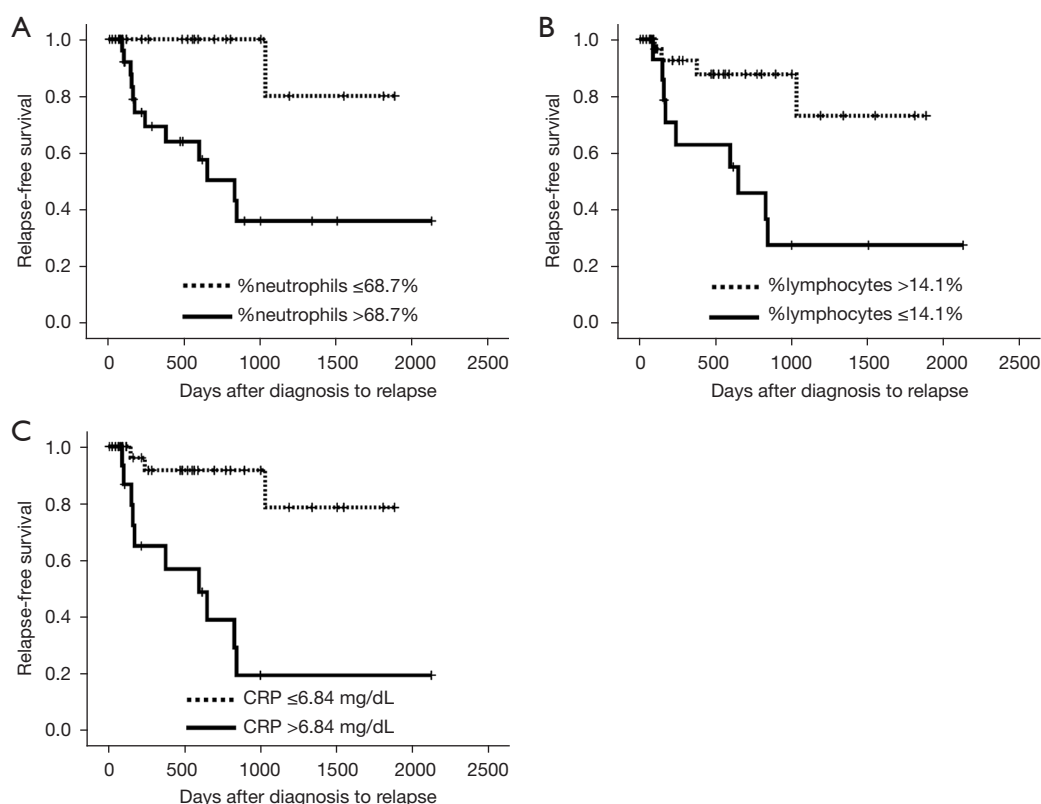 A
Relapse-free survival
1.0
0.8
0.6
0.4
0.2
0.0
%neutrophils ≤68.7%
%neutrophils >68.7%
0 500 1000 1500 2000 2500
Days after diagnosis to relapse
B
Relapse-free survival
1.0
0.8
0.6
0.4
0.2
0.0
%lymphocytes >14.1%
%lymphocytes ≤14.1%
0 500 1000 1500 2000 2500
Days after diagnosis to relapse
C
Relapse-free survival
1.0
0.8
0.6
0.4
0.2
0.0
CRP ≤6.84 mg/dL
CRP >6.84 mg/dL
0 500 1000 1500 2000 2500
Days after diagnosis to relapse